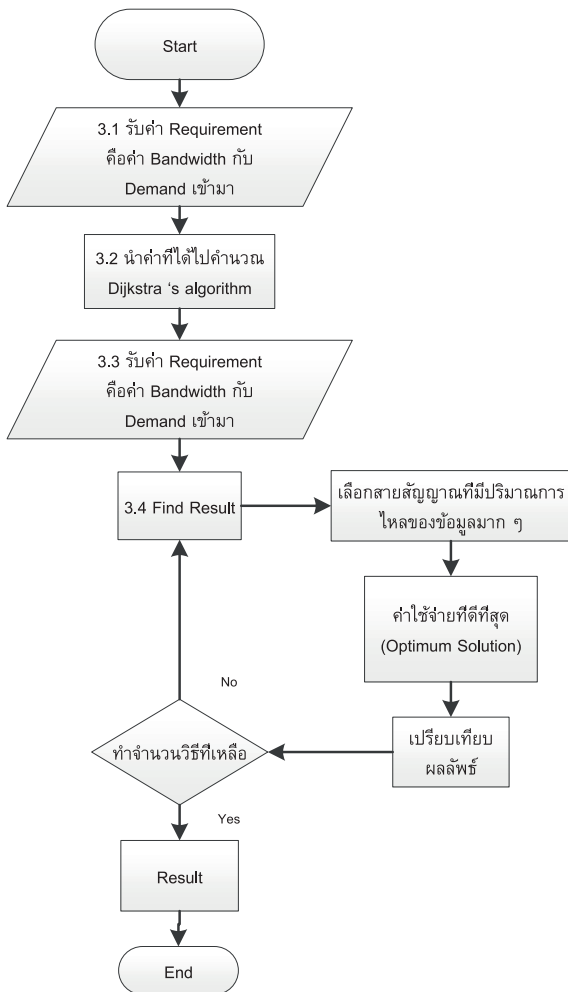 Start
3.1 รับค่า Requirement
คือค่า Bandwidth กับ
Demand เข้ามา
3.2 นำค่าที่ได้ไปคำนวณ
Dijkstra ‘s algorithm
3.3 รับค่า Requirement
คือค่า Bandwidth กับ
Demand เข้ามา
3.4 Find Result
เลือกสายสัญญาณที่มีปริมาณการ
ไหลของข้อมูลมาก ๆ
ค่าใช้จ่ายที่ดีที่สุด
(Optimum Solution)
เปรียบเทียบ
ผลลัพธ์
ทำจำนวนวิธีที่เหลือ
No
Yes
Result
End